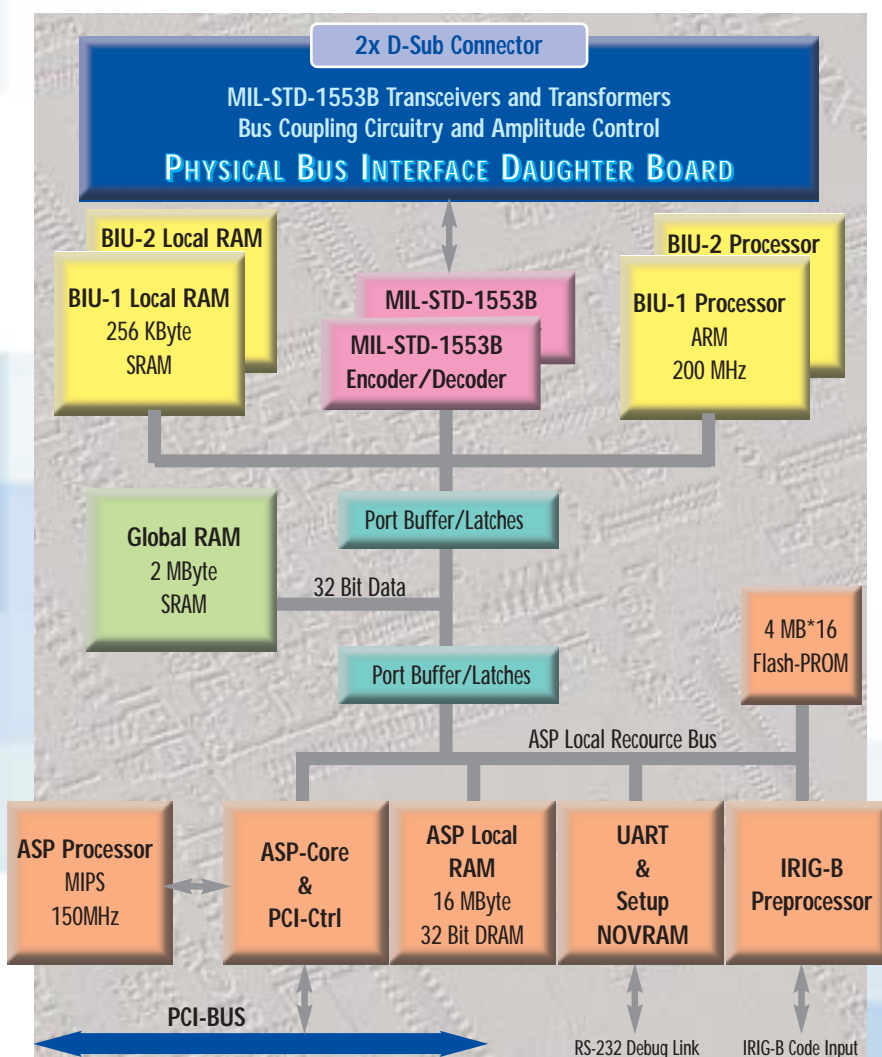 2x D-Sub Connector
MIL-STD-1553B Transceivers and Transformers
Bus Coupling Circuitry and Amplitude Control
PHYSICAL BUS INTERFACE DAUGHTER BOARD
BIU-2 Local RAM
BIU-1 Local RAM
256 KByte
SRAM
MIL-STD-1553B
MIL-STD-1553B
Encoder/Decoder
BIU-2 Processor
BIU-1 Processor
ARM
200 MHz
Port Buffer/Latches
Global RAM
2 MByte
SRAM
32 Bit Data
4 MB*16
Flash-PROM
Port Buffer/Latches
ASP Local Recource Bus
ASP Processor
MIPS
150MHz
ASP-Core
&
PCI-Ctrl
ASP Local
RAM
16 MByte
32 Bit DRAM
UART
&
Setup
NOVRAM
IRIG-B
Preprocessor
PCI-BUS
RS-232 Debug Link
IRIG-B Code Input